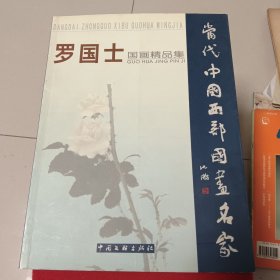 DANGDAI ZHONGGUO XIBU GUOHUA MINGJIA
罗国士
国画精品集
GUO HUA JING PIN JI
当代中国西部国画名家
中国文联出版社